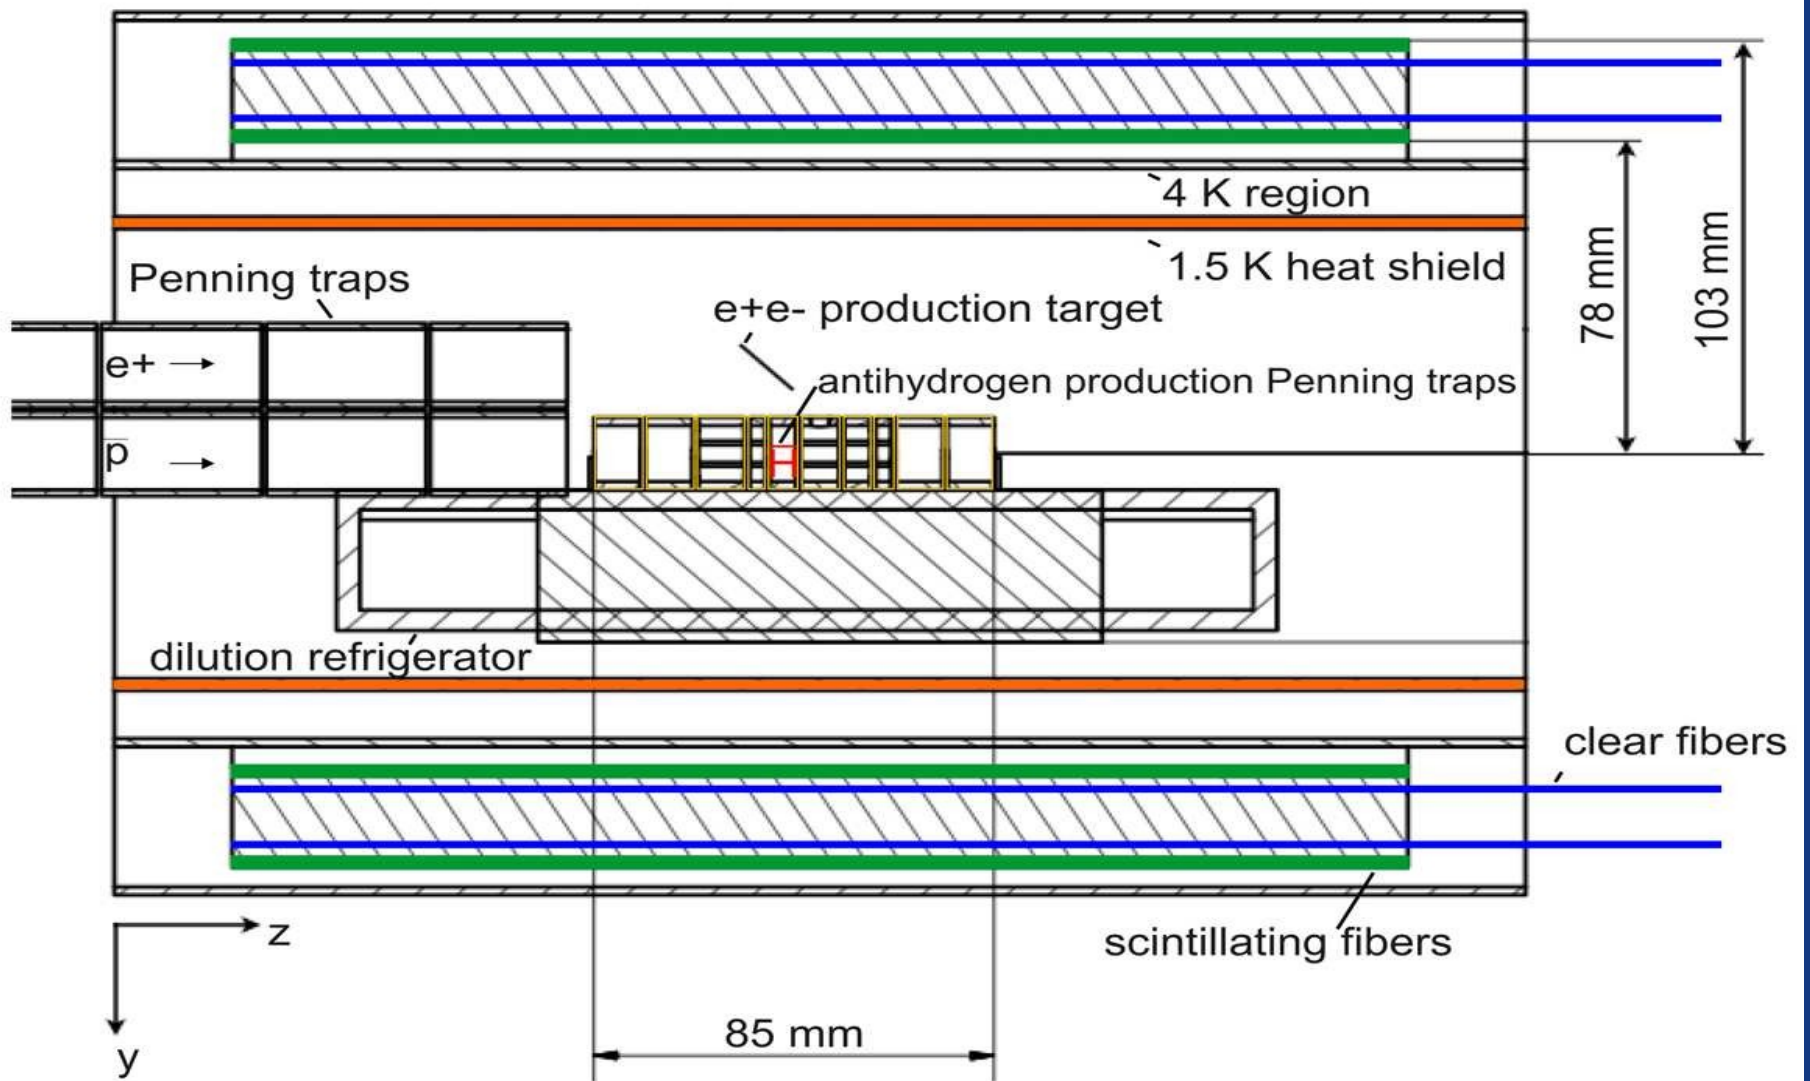 4 K region
1.5 K heat shield
78 mm
103 mm
Penning traps
e+e- production target
e+
antihydrogen production Penning traps
p̅
dilution refrigerator
clear fibers
scintillating fibers
z
y
85 mm